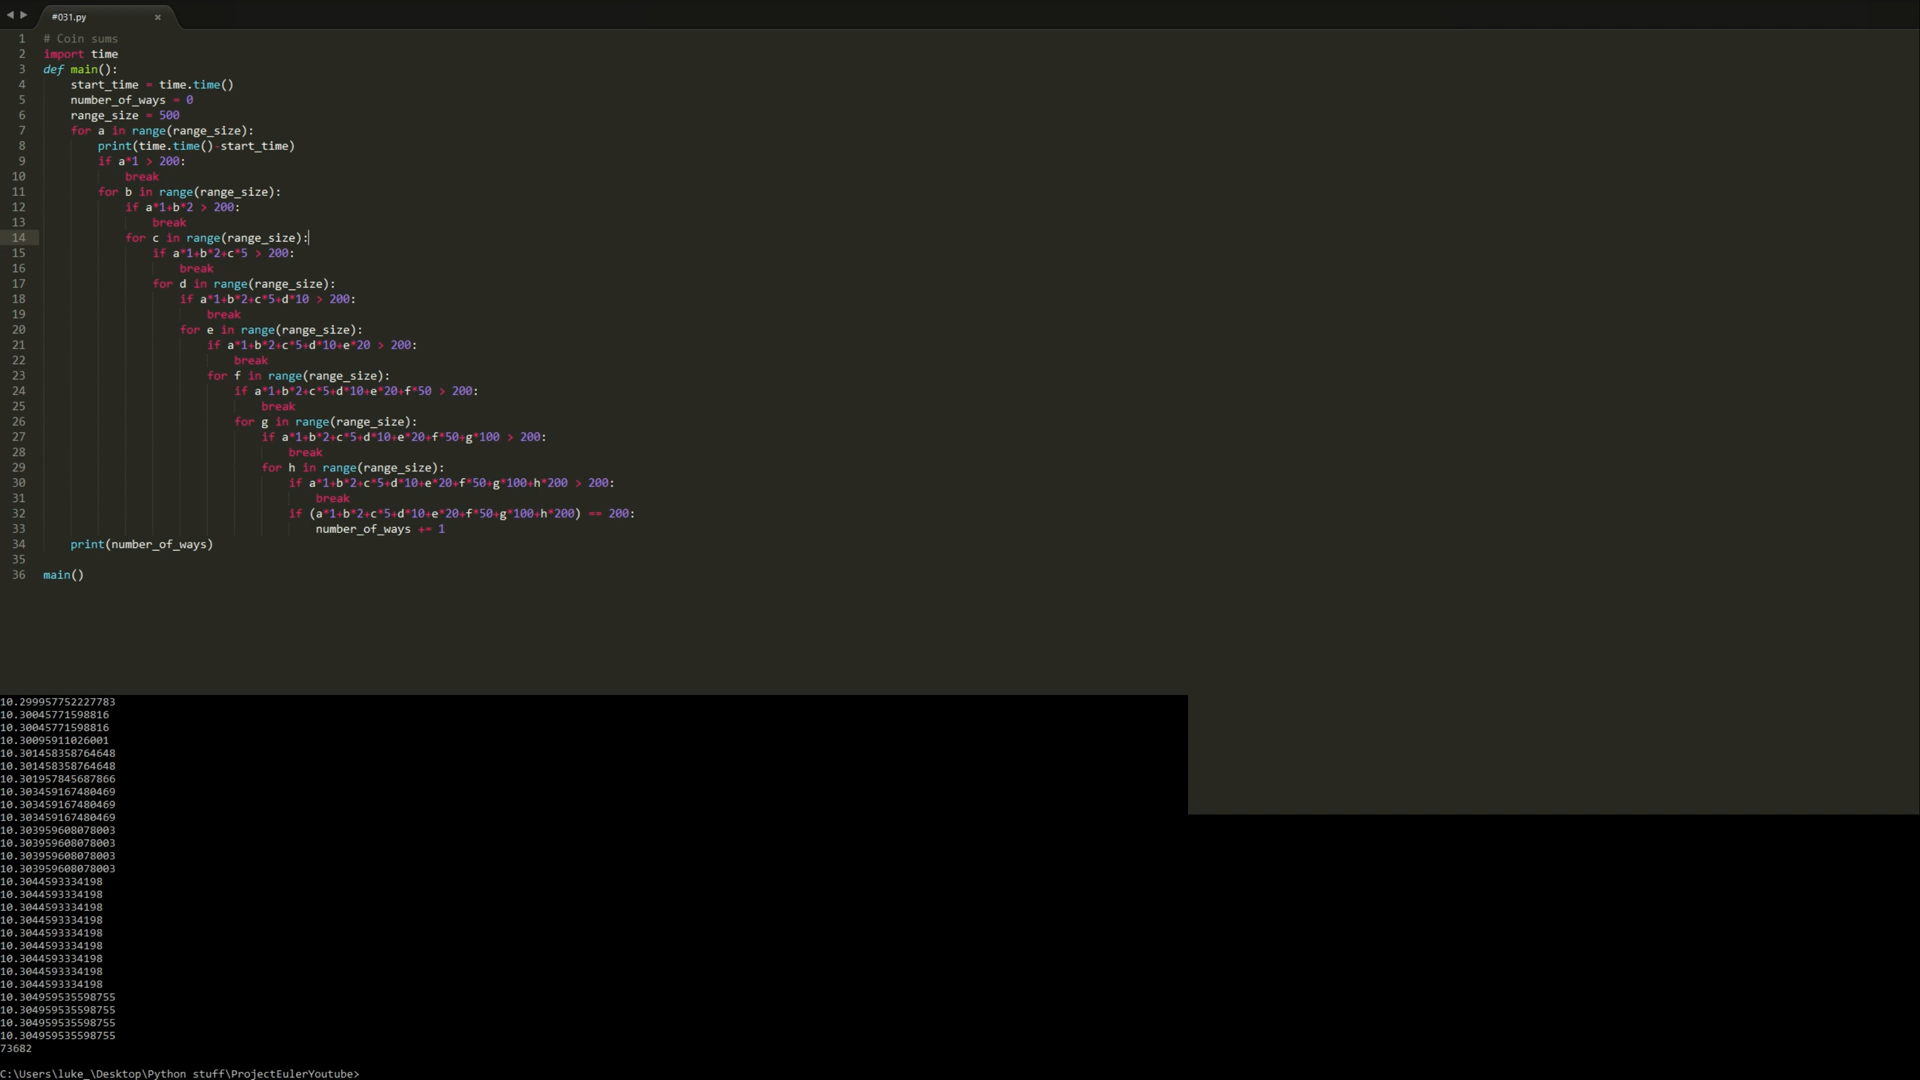 #031.py
1 # Coin sums
2 import time
3 def main():
4 start_time = time.time()
5 number_of_ways = 0
6 range_size = 500
7 for a in range(range_size):
8 print(time.time()-start_time)
9 if a*1 > 200:
10 break
11 for b in range(range_size):
12 if a*1+b*2 > 200:
13 break
14 for c in range(range_size):
15 if a*1+b*2+c*5 > 200:
16 break
17 for d in range(range_size):
18 if a*1+b*2+c*5+d*10 > 200:
19 break
20 for e in range(range_size):
21 if a*1+b*2+c*5+d*10+e*20 > 200:
22 break
23 for f in range(range_size):
24 if a*1+b*2+c*5+d*10+e*20+f*50 > 200:
25 break
26 for g in range(range_size):
27 if a*1+b*2+c*5+d*10+e*20+f*50+g*100 > 200:
28 break
29 for h in range(range_size):
30 if a*1+b*2+c*5+d*10+e*20+f*50+g*100+h*200 > 200:
31 break
32 if (a*1+b*2+c*5+d*10+e*20+f*50+g*100+h*200) == 200:
33 number_of_ways += 1
34 print(number_of_ways)
35
36 main()
10.299957752227783
10.30045771598816
10.30045771598816
10.30095911026001
10.301458358764648
10.301458358764648
10.301957845687866
10.303459167480469
10.303459167480469
10.303459167480469
10.303959608078003
10.303959608078003
10.303959608078003
10.303959608078003
10.3044593334198
10.3044593334198
10.3044593334198
10.3044593334198
10.3044593334198
10.3044593334198
10.3044593334198
10.3044593334198
10.3044593334198
10.304959535598755
10.304959535598755
10.304959535598755
10.304959535598755
73682
C:\Users\luke_\Desktop\Python stuff\ProjectEulerYoutube>